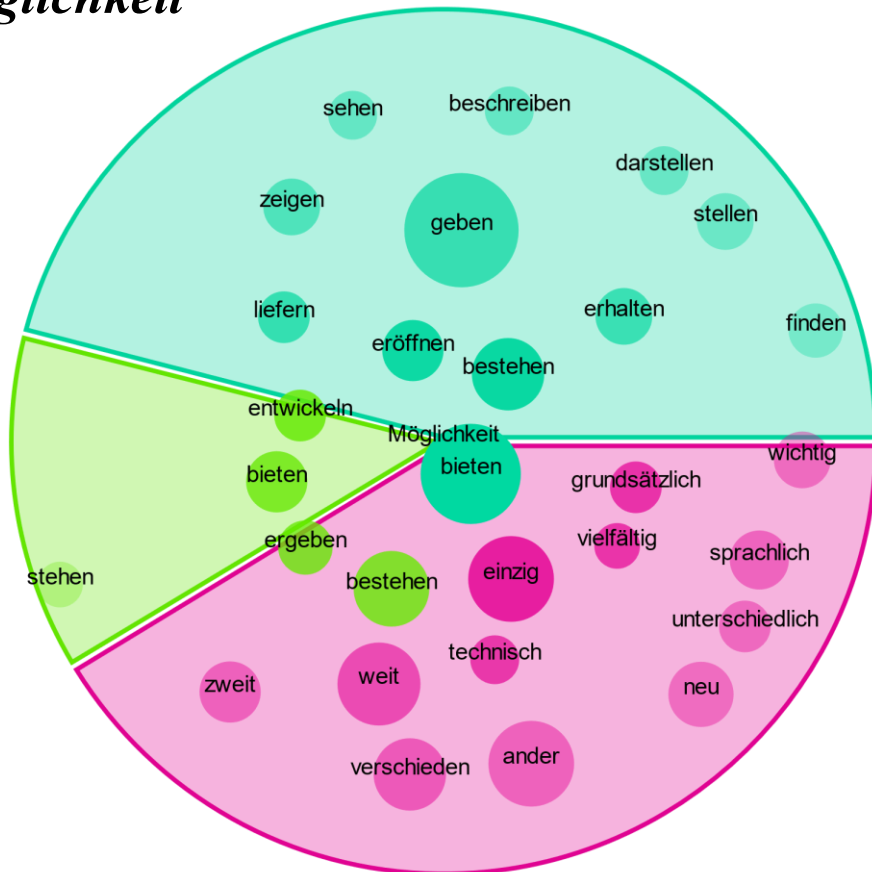 glichkeit
sehen
beschreiben
darstellen
zeigen
stellen
geben
liefern
erhalten
finden
eröffnen
bestehen
entwickeln
Möglichkeit
wichtig
bieten
bieten
grundsätzlich
ergeben
vielfältig
sprachlich
stehen
bestehen
einzig
unterschiedlich
technisch
zweit
weit
neu
verschieden
ander